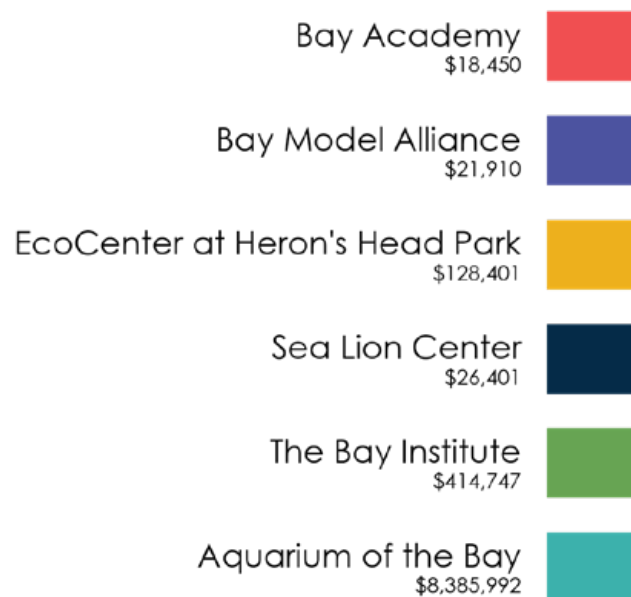 Bay Academy
$18,450
Bay Model Alliance
$21,910
EcoCenter at Heron's Head Park
$128,401
Sea Lion Center
$26,401
The Bay Institute
$414,747
Aquarium of the Bay
$8,385,992